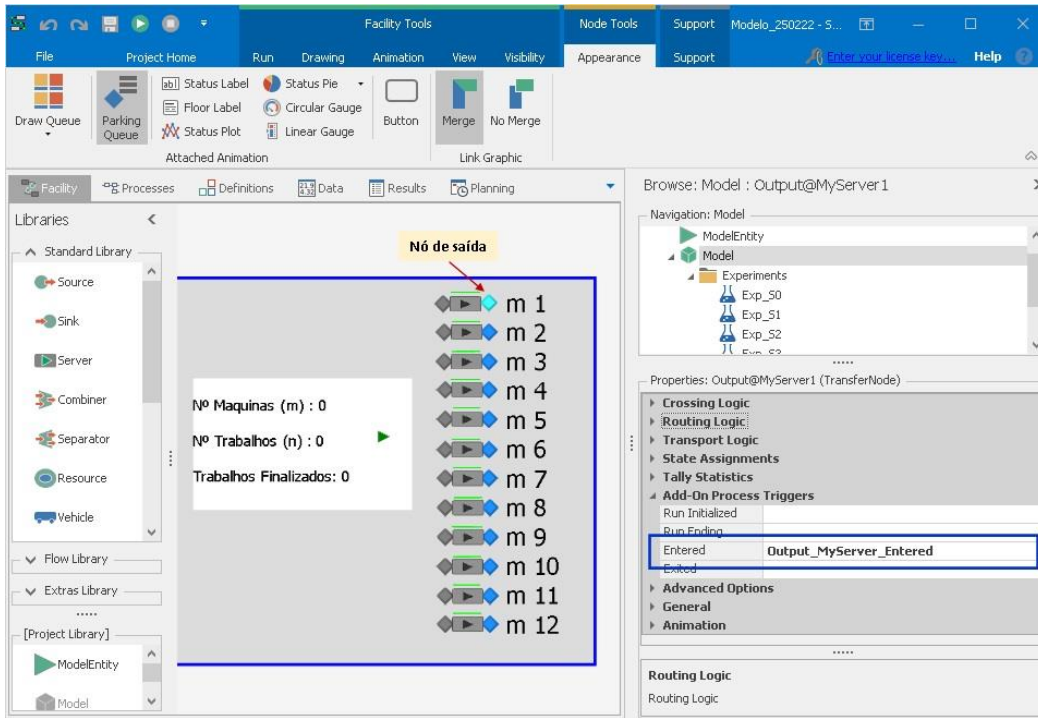 Facility Tools
Node Tools
Support
Modelo_250222 - S...
File
Project Home
Run
Drawing
Animation
View
Visibility
Appearance
Support
Enter your license key...
Help
Draw Queue
Parking Queue
Status Label
Floor Label
Status Plot
Status Pie
Circular Gauge
Linear Gauge
Button
Merge
No Merge
Attached Animation
Link Graphic
Facility
Processes
Definitions
Data
Results
Planning
Libraries
Standard Library
Source
Sink
Server
Combiner
Separator
Resource
Vehicle
Flow Library
Extras Library
[Project Library]
ModelEntity
Model
Nó de saída
Nº Maquinas (m) : 0
Nº Trabalhos (n) : 0
Trabalhos Finalizados: 0
m 1
m 2
m 3
m 4
m 5
m 6
m 7
m 8
m 9
m 10
m 11
m 12
Browse: Model : Output@MyServer1
Navigation: Model
ModelEntity
Model
Experiments
Exp_S0
Exp_S1
Exp_S2
Properties: Output@MyServer1 (TransferNode)
Crossing Logic
Routing Logic
Transport Logic
State Assignments
Tally Statistics
Add-On Process Triggers
Run Initialized
Run Ending
Entered Output_MyServer_Entered
Exited
Advanced Options
General
Animation
Routing Logic
Routing Logic